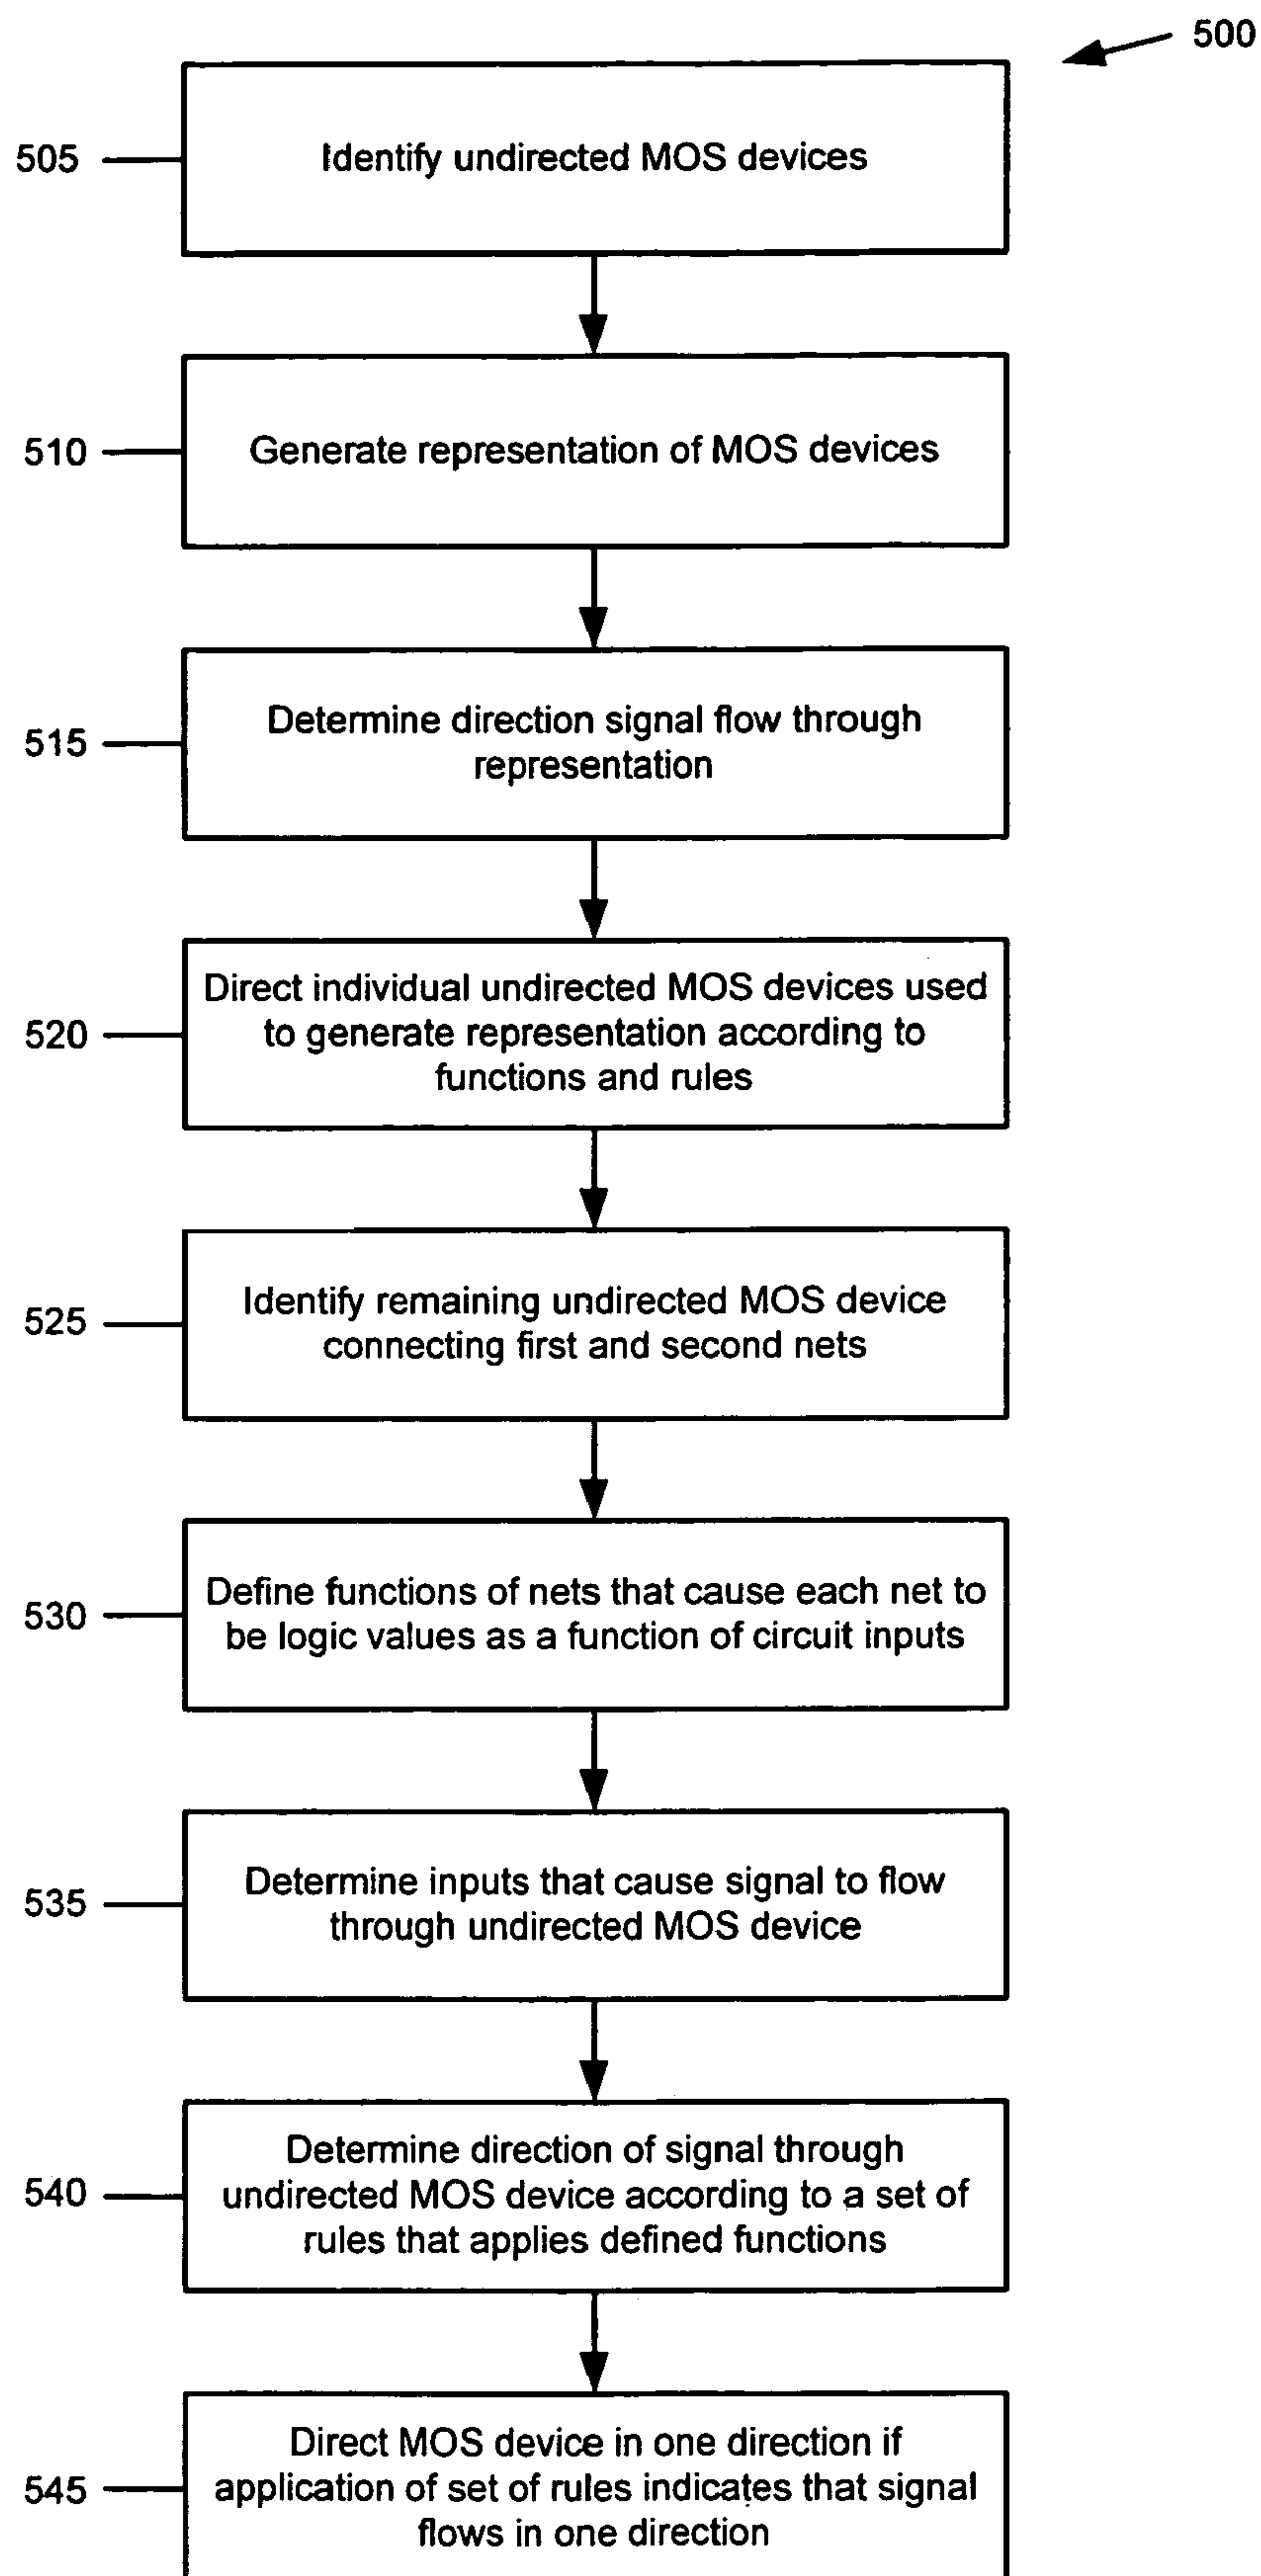 500
505
Identify undirected MOS devices
510
Generate representation of MOS devices
515
Determine direction signal flow through
representation
520
Direct individual undirected MOS devices used
to generate representation according to
functions and rules
525
Identify remaining undirected MOS device
connecting first and second nets
530
Define functions of nets that cause each net to
be logic values as a function of circuit inputs
535
Determine inputs that cause signal to flow
through undirected MOS device
540
Determine direction of signal through
undirected MOS device according to a set of
rules that applies defined functions
545
Direct MOS device in one direction if
application of set of rules indicates that signal
flows in one direction